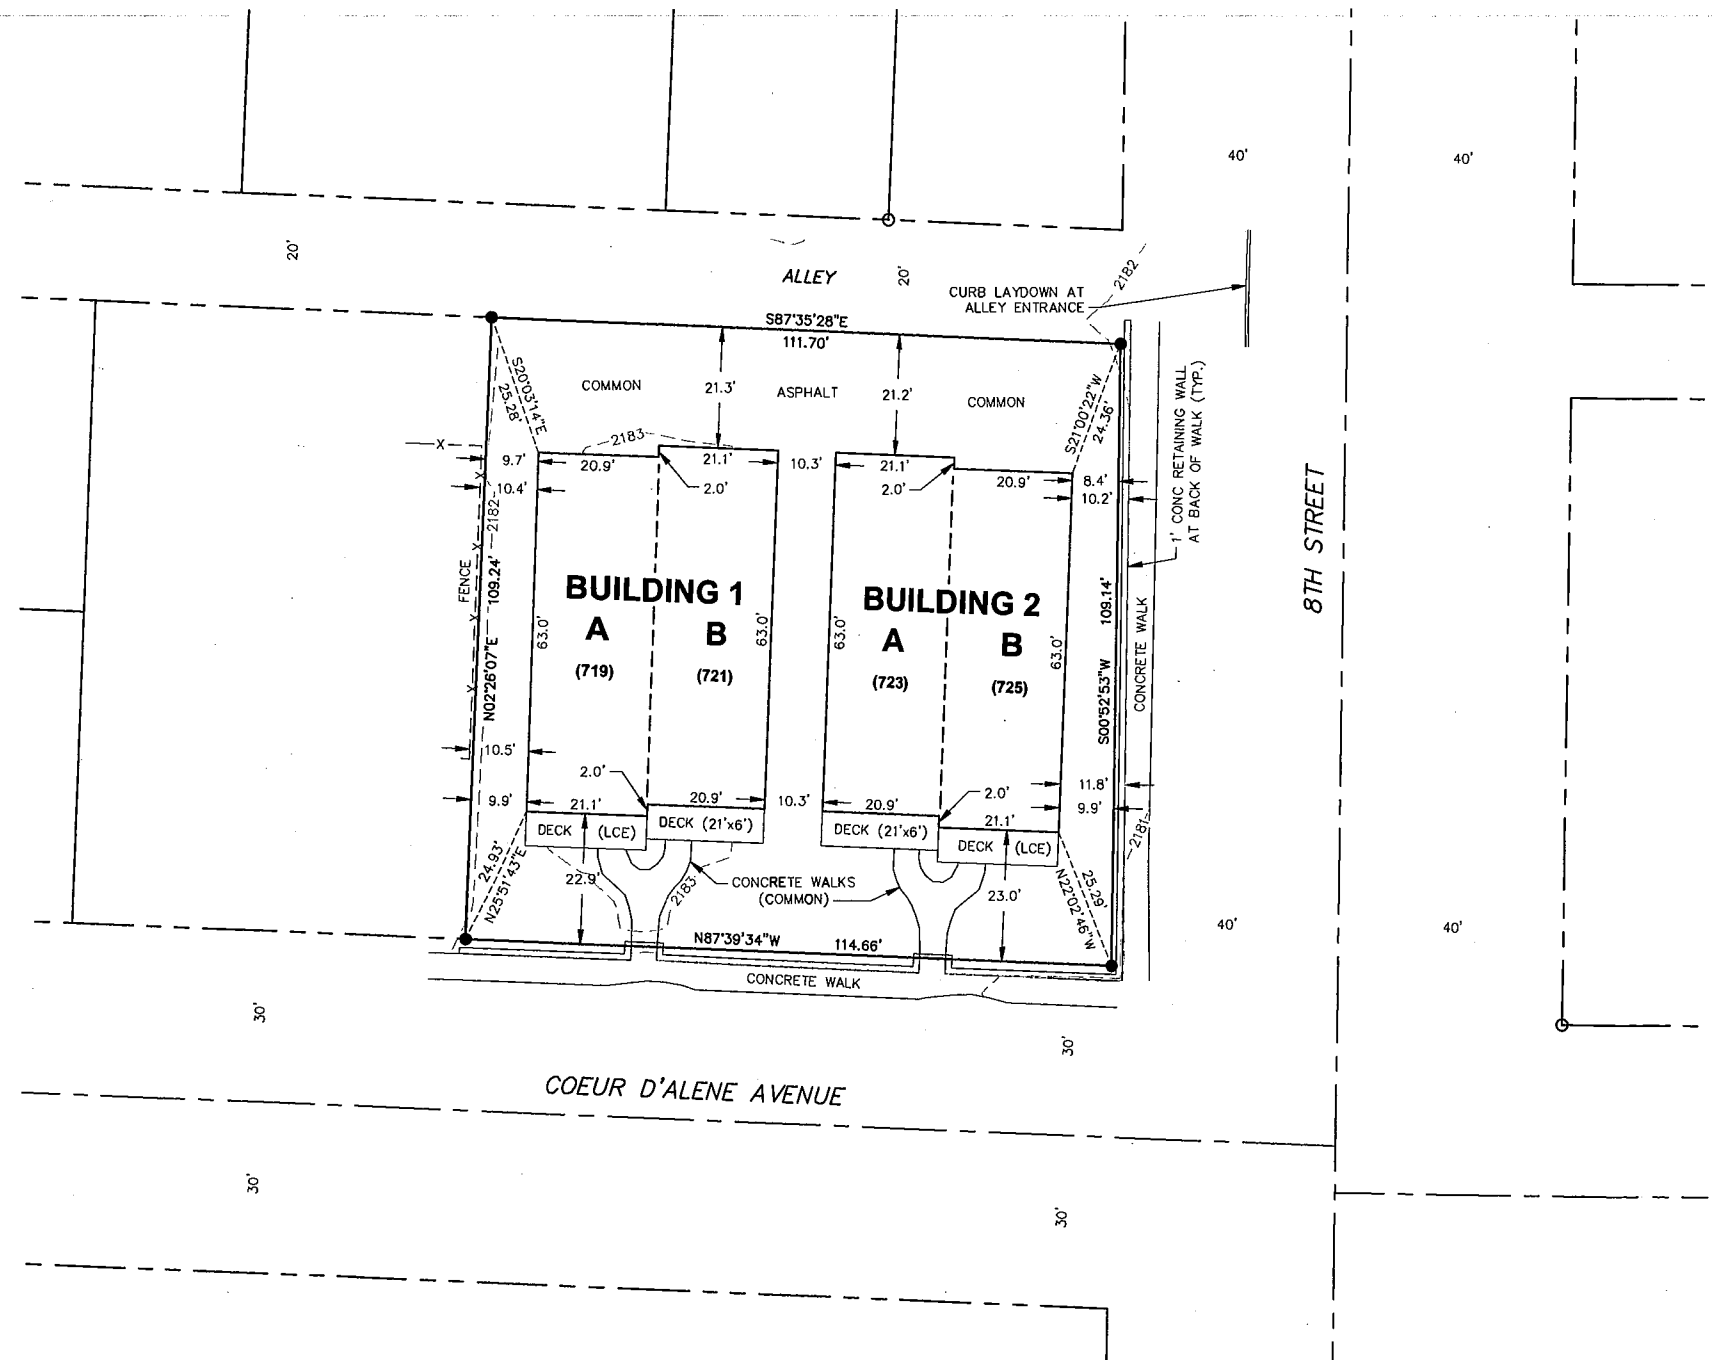 40'
40'
20'
ALLEY
20'
2182
CURB LAYDOWN AT
ALLEY ENTRANCE
S87°35'28"E
111.70'
S20°03'14"E
25.28'
COMMON
21.3'
ASPHALT
21.2'
COMMON
S21°00'22"W
24.36'
1' CONC RETAINING WALL
AT BACK OF WALK (TYP.)
X
2183
9.7'
20.9'
21.1'
10.3'
21.1'
20.9'
8.4'
10.4'
2.0'
2.0'
10.2'
X
2182
X
FENCE
X
X
N02°26'07"E 109.24'
63.0'
BUILDING 1
A
B
(719)
(721)
63.0'
63.0'
BUILDING 2
A
B
(723)
(725)
63.0'
S00°52'53"W 109.14'
CONCRETE WALK
8TH STREET
10.5'
2.0'
2.0'
11.8'
9.9'
21.1'
20.9'
10.3'
20.9'
21.1'
9.9'
DECK (LCE)
DECK (21'x6')
DECK (21'x6')
DECK (LCE)
2181
24.93'
N25°51'43"E
22.9'
2183
CONCRETE WALKS
(COMMON)
23.0'
25.29'
N22°02'46"W
N87°39'34"W 114.66'
CONCRETE WALK
40'
40'
30'
30'
COEUR D'ALENE AVENUE
30'
30'